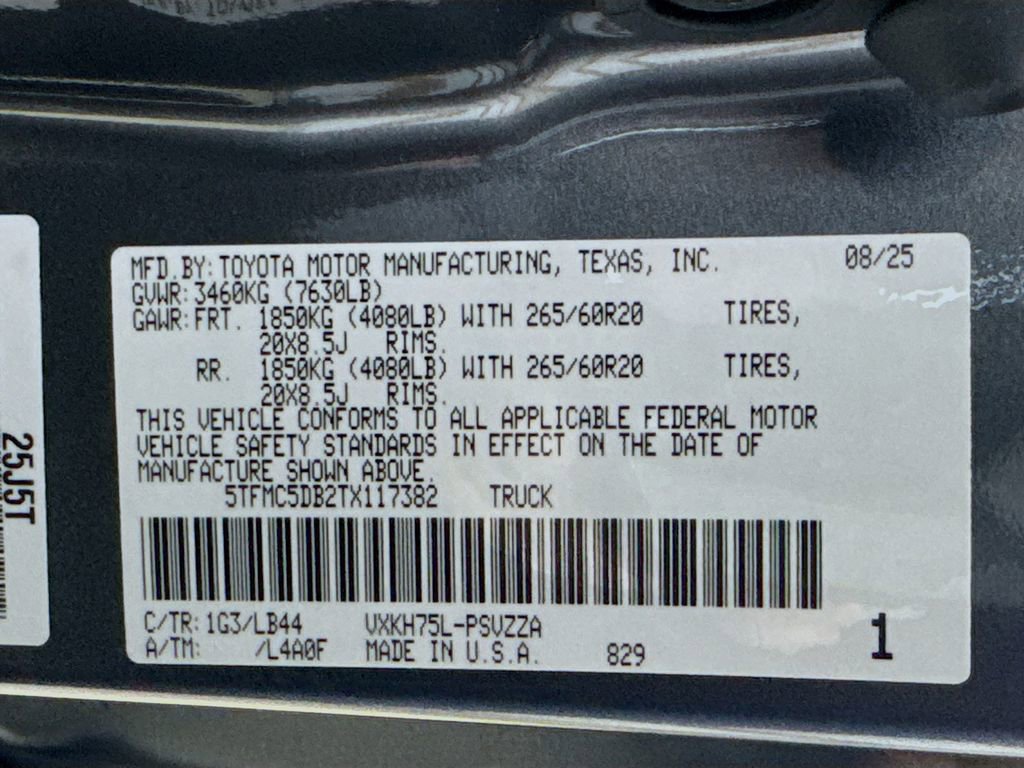 MFD.BY:TOYOTA MOTOR MANUFACTURING, TEXAS, INC. 08/25
GVWR:3460KG (7630LB)
GAWR:FRT. 1850KG (4080LB) WITH 265/60R20 TIRES,
20X8.5J RIMS.
RR. 1850KG (4080LB) WITH 265/60R20 TIRES,
20X8.5J RIMS.
THIS VEHICLE CONFORMS TO ALL APPLICABLE FEDERAL MOTOR
VEHICLE SAFETY STANDARDS IN EFFECT ON THE DATE OF
MANUFACTURE SHOWN ABOVE.
5TFMC5DB2TX117382 TRUCK
C/TR:1G3/LB44 VXKH75L-PSVZZA
A/TM: /L4A0F MADE IN U.S.A. 829 1
25J5T